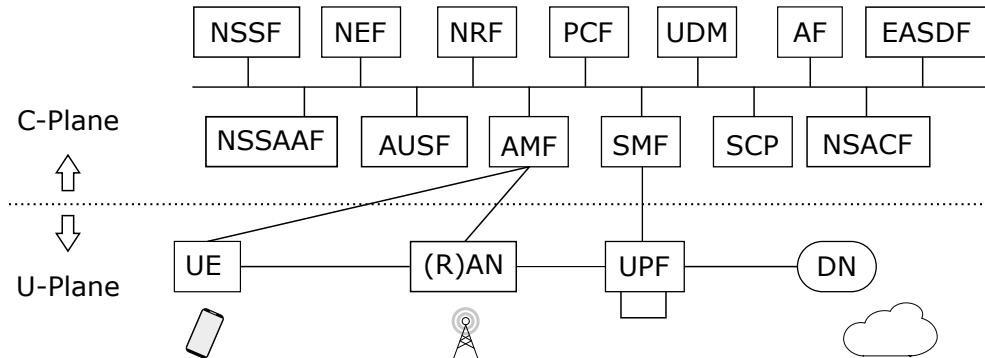 NSSF NEF NRF PCF UDM AF EASDF
C-Plane
NSSAAF AUSF AMF SMF SCP NSACF
UE (R)AN UPF DN
U-Plane